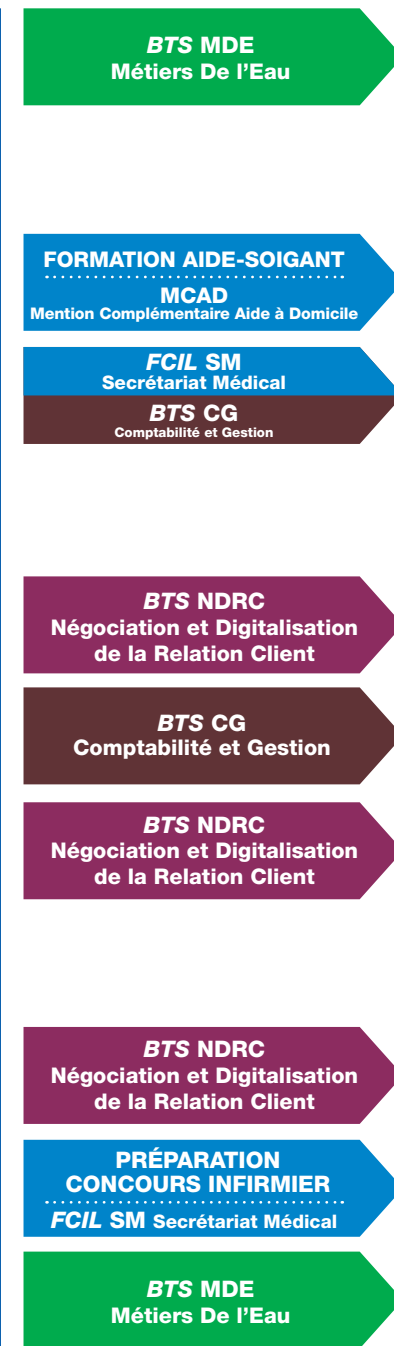 BTS MDE
Métiers De l’Eau
FORMATION AIDE-SOIGANT
MCAD
Mention Complémentaire Aide à Domicile
FCIL SM
Secrétariat Médical
BTS CG
Comptabilité et Gestion
BTS NDRC
Négociation et Digitalisation
de la Relation Client
BTS CG
Comptabilité et Gestion
BTS NDRC
Négociation et Digitalisation
de la Relation Client
BTS NDRC
Négociation et Digitalisation
de la Relation Client
PRÉPARATION
CONCOURS INFIRMIER
FCIL SM Secrétariat Médical
BTS MDE
Métiers De l’Eau